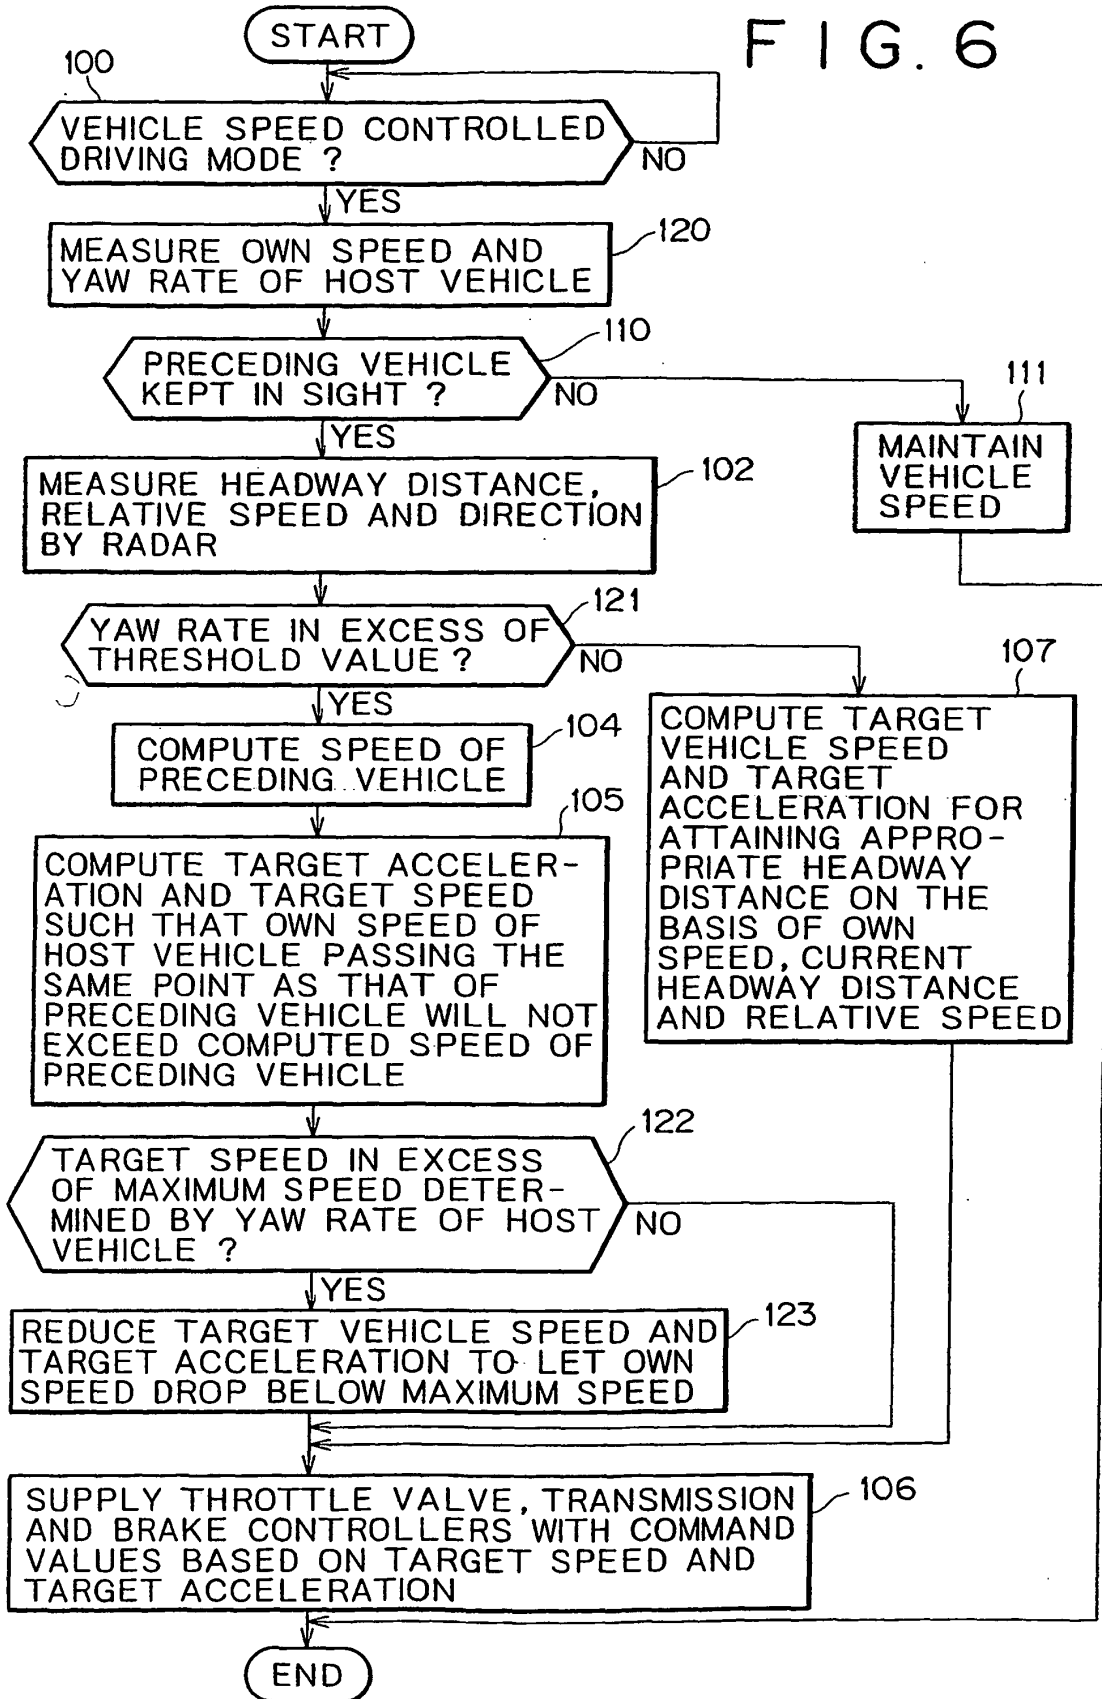 FIG. 6
START
100
VEHICLE SPEED CONTROLLED
DRIVING MODE ?
NO
YES
120
MEASURE OWN SPEED AND
YAW RATE OF HOST VEHICLE
110
PRECEDING VEHICLE
KEPT IN SIGHT ?
NO
YES
111
MAINTAIN
VEHICLE
SPEED
102
MEASURE HEADWAY DISTANCE,
RELATIVE SPEED AND DIRECTION
BY RADAR
121
YAW RATE IN EXCESS OF
THRESHOLD VALUE ?
NO
YES
107
COMPUTE TARGET
VEHICLE SPEED
AND TARGET
ACCELERATION FOR
ATTAINING APPRO-
PRIATE HEADWAY
DISTANCE ON THE
BASIS OF OWN
SPEED, CURRENT
HEADWAY DISTANCE
AND RELATIVE SPEED
104
COMPUTE SPEED OF
PRECEDING VEHICLE
105
COMPUTE TARGET ACCELER-
ATION AND TARGET SPEED
SUCH THAT OWN SPEED OF
HOST VEHICLE PASSING THE
SAME POINT AS THAT OF
PRECEDING VEHICLE WILL NOT
EXCEED COMPUTED SPEED OF
PRECEDING VEHICLE
122
TARGET SPEED IN EXCESS
OF MAXIMUM SPEED DETER-
MINED BY YAW RATE OF HOST
VEHICLE ?
NO
YES
123
REDUCE TARGET VEHICLE SPEED AND
TARGET ACCELERATION TO LET OWN
SPEED DROP BELOW MAXIMUM SPEED
106
SUPPLY THROTTLE VALVE, TRANSMISSION
AND BRAKE CONTROLLERS WITH COMMAND
VALUES BASED ON TARGET SPEED AND
TARGET ACCELERATION
END